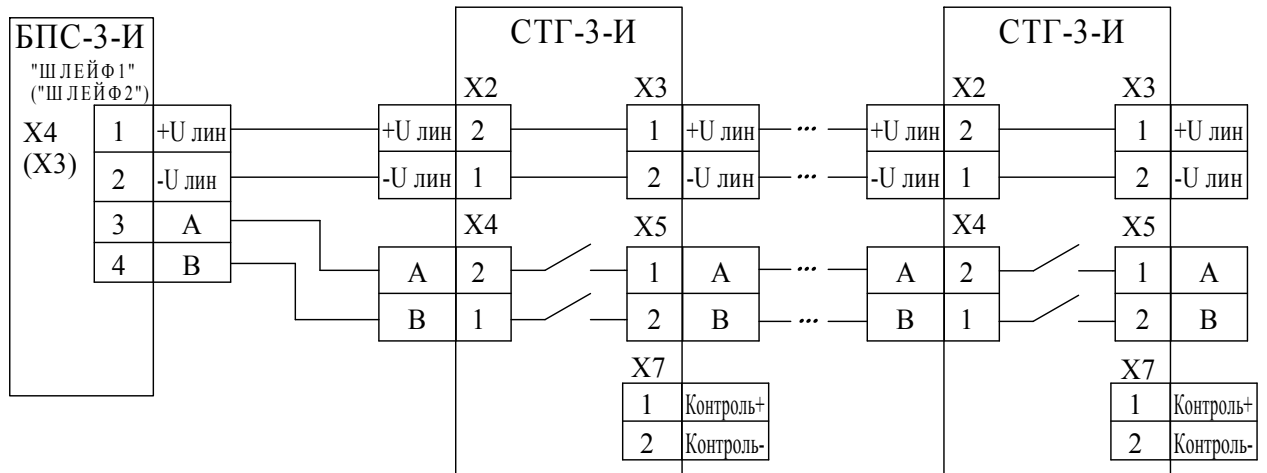 БПС-3-И
"ШЛЕЙФ1"
("ШЛЕЙФ2")
X4
(X3)
1 +U лин
2 -U лин
3 A
4 B
СТГ-3-И
X2 X3
+U лин 2 1 +U лин
-U лин 1 2 -U лин
X4 X5
A 2 1 A
B 1 2 B
X7
1 Контроль+
2 Контроль-
... 
...
...
...
СТГ-3-И
X2 X3
+U лин 2 1 +U лин
-U лин 1 2 -U лин
X4 X5
A 2 1 A
B 1 2 B
X7
1 Контроль+
2 Контроль-